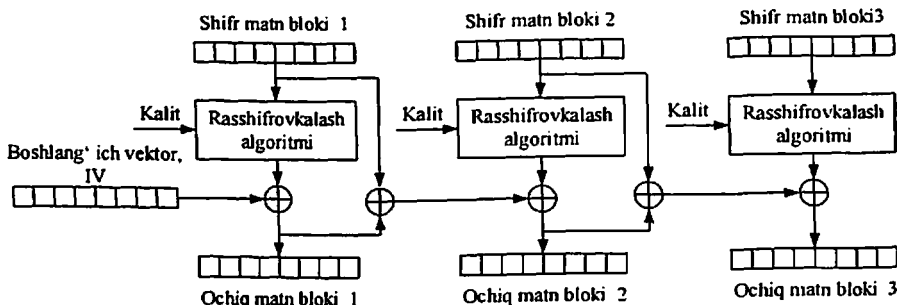 Shifr matn bloki 1
Shifr matn bloki 2
Shifr matn bloki3
Kalit
Rasshifrovkalash
algoritmi
Kalit
Rasshifrovkalash
algoritmi
Kalit
Rasshifrovkalash
algoritmi
Boshlang‘ ich vektor,
IV
Ochiq matn bloki 1
Ochiq matn bloki 2
Ochiq matn bloki 3